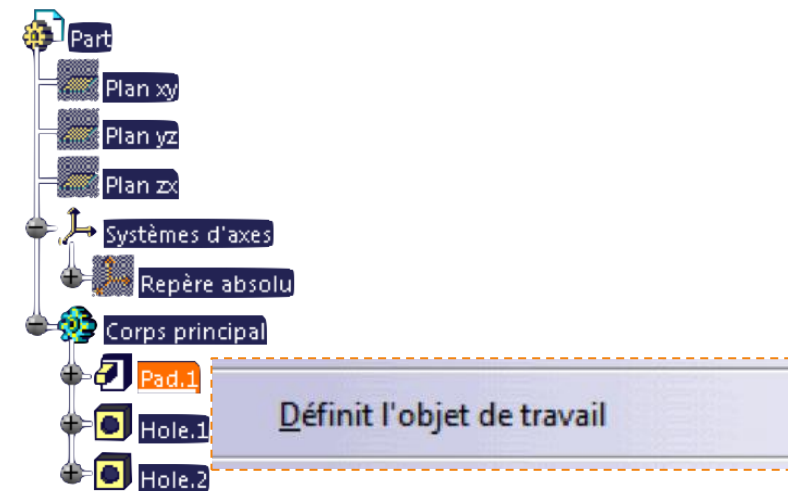 Part
Plan xy
Plan yz
Plan zx
Systèmes d'axes
Repère absolu
Corps principal
Pad.1
Définit l'objet de travail
Hole.1
Hole.2